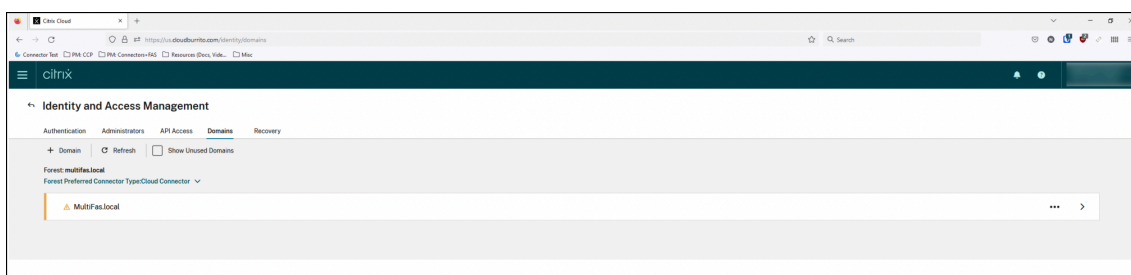 Citrix Cloud
https://us.cloudburrito.com/identity/domains
Search
Connector Test PM: CCP PM: Connectors+FAS Resources (Docs, Vide... Misc
citrix
Identity and Access Management
Authentication Administrators API Access Domains Recovery
+ Domain Refresh Show Unused Domains
Forest: multifas.local
Forest Preferred Connector Type:Cloud Connector
MultiFas.local